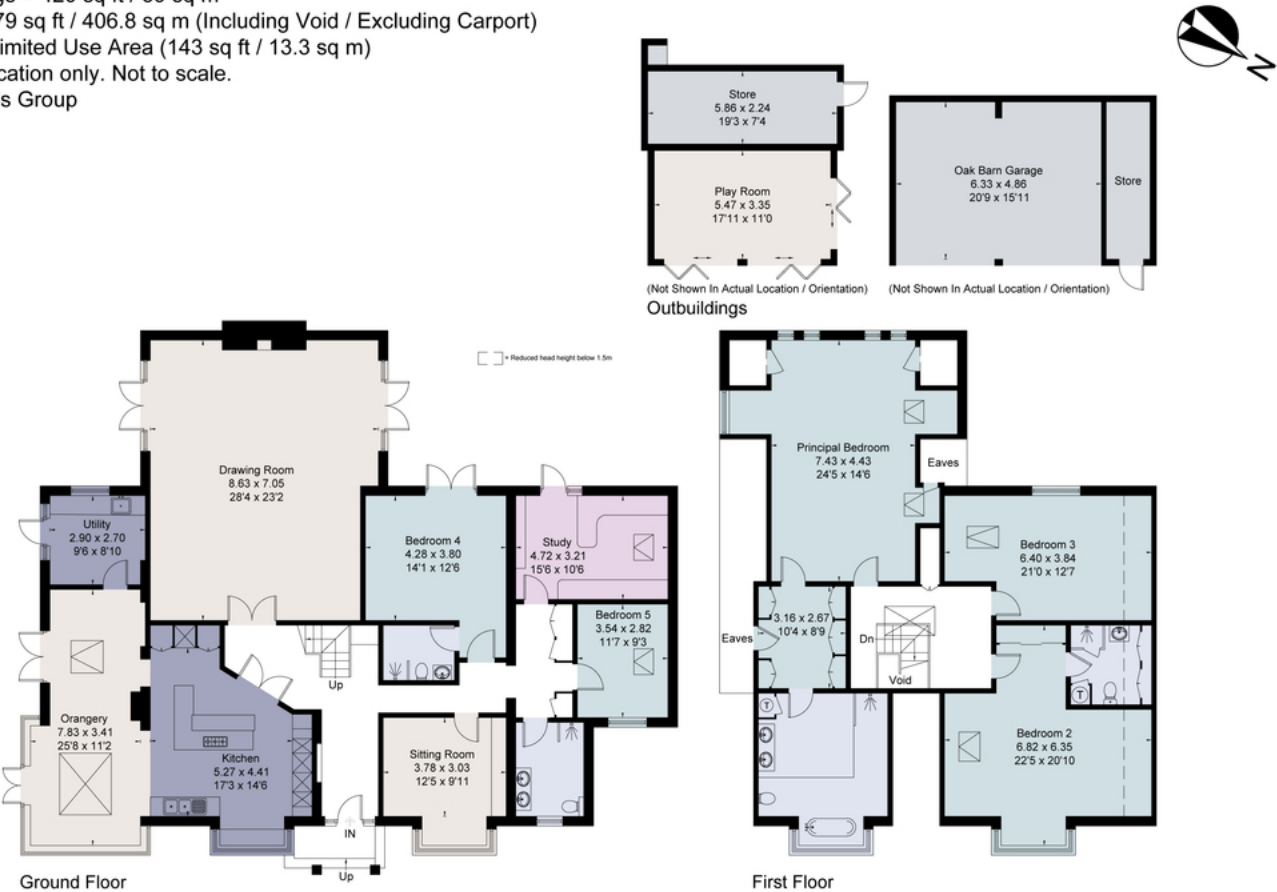 79 sq ft / 406.8 sq m (Including Void / Excluding Carport)
imited Use Area (143 sq ft / 13.3 sq m)
cation only. Not to scale.
s Group
N
Store
5.86 x 2.24
19'3 x 7'4
Play Room
5.47 x 3.35
17'11 x 11'0
(Not Shown In Actual Location / Orientation)
Outbuildings
Oak Barn Garage
6.33 x 4.86
20'9 x 15'11
Store
(Not Shown In Actual Location / Orientation)
= Reduced head height below 1.5m
Drawing Room
8.63 x 7.05
28'4 x 23'2
Utility
2.90 x 2.70
9'6 x 8'10
Bedroom 4
4.28 x 3.80
14'1 x 12'6
Study
4.72 x 3.21
15'6 x 10'6
Bedroom 5
3.54 x 2.82
11'7 x 9'3
Up
Orangery
7.83 x 3.41
25'8 x 11'2
Kitchen
5.27 x 4.41
17'3 x 14'6
Sitting Room
3.78 x 3.03
12'5 x 9'11
IN
Up
Ground Floor
Principal Bedroom
7.43 x 4.43
24'5 x 14'6
Eaves
Bedroom 3
6.40 x 3.84
21'0 x 12'7
3.16 x 2.67
10'4 x 8'9
Eaves
Dn
Void
T
T
Bedroom 2
6.82 x 6.35
22'5 x 20'10
First Floor